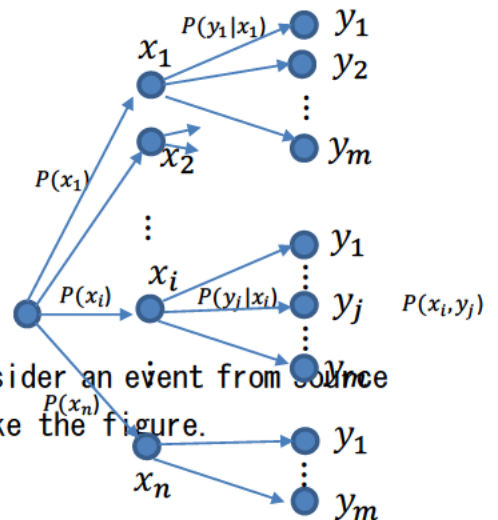 P(y₁|x₁) y₁
x₁ y₂
⋮
yₘ
P(x₁) x₂
⋮
y₁
xᵢ ⋮
P(xᵢ) P(yⱼ|xᵢ) yⱼ P(xᵢ,yⱼ)
⋮
sider an event from source yₘ
⋮
P(xₙ)
ke the figure.
y₁
⋮
xₙ
yₘ